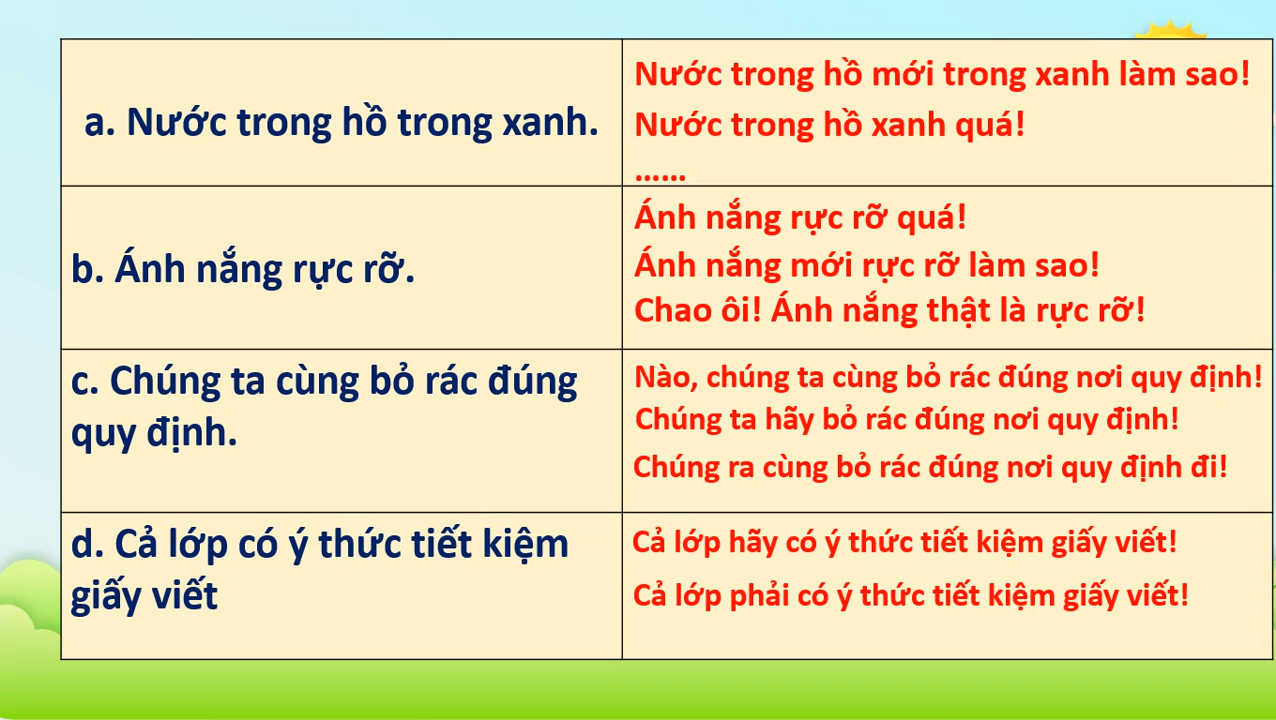 a. Nước trong hồ trong xanh.
Nước trong hồ mới trong xanh làm sao!
Nước trong hồ xanh quá!
......
b. Ánh nắng rực rỡ.
Ánh nắng rực rỡ quá!
Ánh nắng mới rực rỡ làm sao!
Chao ôi! Ánh nắng thật là rực rỡ!
c. Chúng ta cùng bỏ rác đúng
quy định.
Nào, chúng ta cùng bỏ rác đúng nơi quy định!
Chúng ta hãy bỏ rác đúng nơi quy định!
Chúng ra cùng bỏ rác đúng nơi quy định đi!
d. Cả lớp có ý thức tiết kiệm
giấy viết
Cả lớp hãy có ý thức tiết kiệm giấy viết!
Cả lớp phải có ý thức tiết kiệm giấy viết!